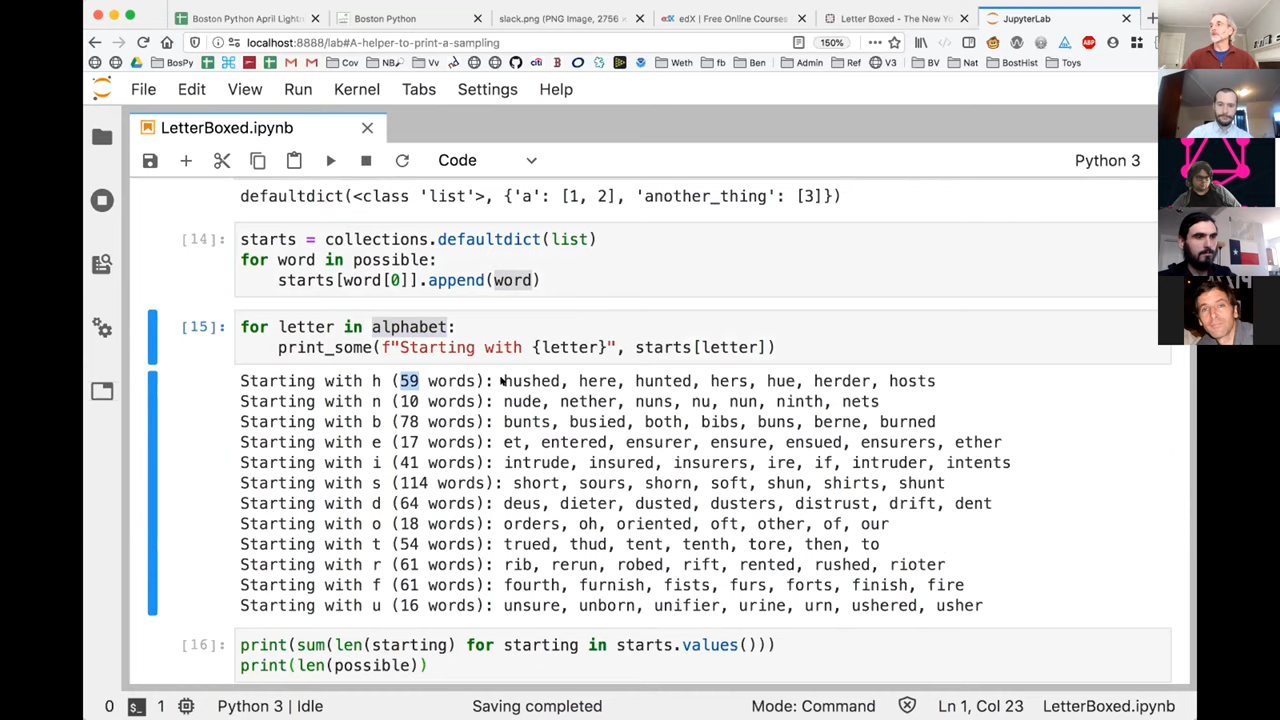 Boston Python April Lightn
Boston Python
slack.png (PNG Image, 2756 ×
edX | Free Online Courses
Letter Boxed - The New Yo
JupyterLab
localhost:8888/lab#A-helper-to-print-a-sampling
150%
BosPy
Cov
NB
Vv
Weth
fb
Ben
Admin
Ref
V3
BV
Nat
BostHist
Toys
File Edit View Run Kernel Tabs Settings Help
LetterBoxed.ipynb
Code
Python 3
defaultdict(<class 'list'>, {'a': [1, 2], 'another_thing': [3]})
[14]: starts = collections.defaultdict(list)
for word in possible:
starts[word[0]].append(word)
[15]: for letter in alphabet:
print_some(f"Starting with {letter}", starts[letter])
Starting with h (59 words): hushed, here, hunted, hers, hue, herder, hosts
Starting with n (10 words): nude, nether, nuns, nu, nun, ninth, nets
Starting with b (78 words): bunts, busied, both, bibs, buns, berne, burned
Starting with e (17 words): et, entered, ensurer, ensure, ensued, ensurers, ether
Starting with i (41 words): intrude, insured, insurers, ire, if, intruder, intents
Starting with s (114 words): short, sours, shorn, soft, shun, shirts, shunt
Starting with d (64 words): deus, dieter, dusted, dusters, distrust, drift, dent
Starting with o (18 words): orders, oh, oriented, oft, other, of, our
Starting with t (54 words): trued, thud, tent, tenth, tore, then, to
Starting with r (61 words): rib, rerun, robed, rift, rented, rushed, rioter
Starting with f (61 words): fourth, furnish, fists, furs, forts, finish, fire
Starting with u (16 words): unsure, unborn, unifier, urine, urn, ushered, usher
[16]: print(sum(len(starting) for starting in starts.values()))
print(len(possible))
0
1
Python 3 | Idle
Saving completed
Mode: Command
Ln 1, Col 23
LetterBoxed.ipynb